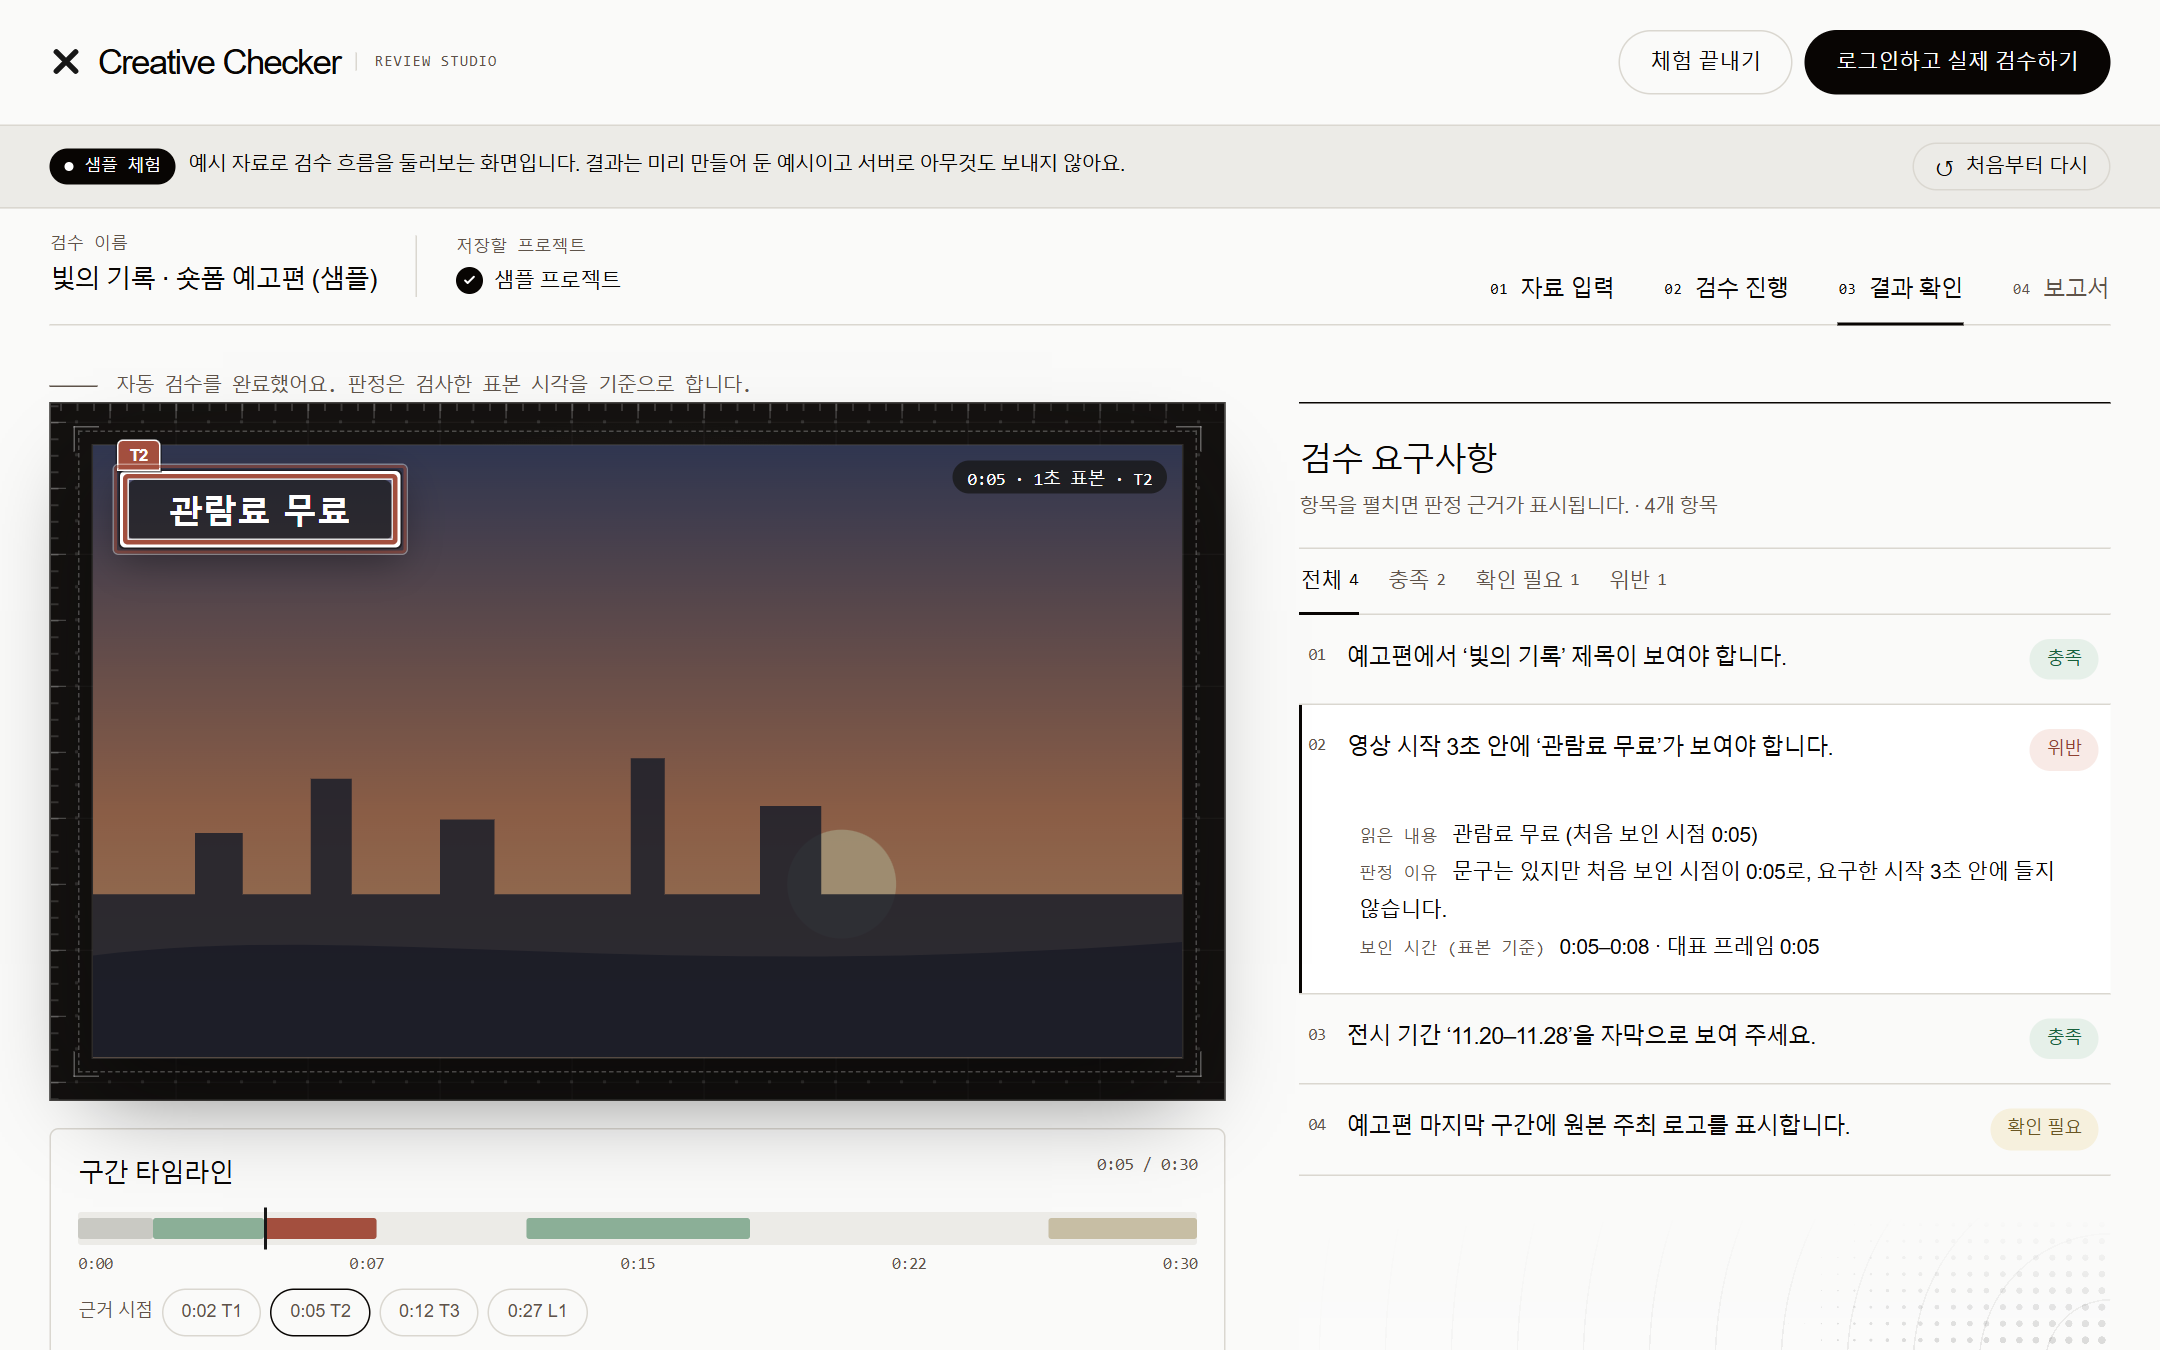 Creative Checker
REVIEW STUDIO
체험 끝내기
로그인하고 실제 검수하기
샘플 체험
예시 자료로 검수 흐름을 둘러보는 화면입니다. 결과는 미리 만들어 둔 예시이고 서버로 아무것도 보내지 않아요.
처음부터 다시
검수 이름
빛의 기록 · 숏폼 예고편 (샘플)
저장할 프로젝트
샘플 프로젝트
01 자료 입력
02 검수 진행
03 결과 확인
04 보고서
자동 검수를 완료했어요. 판정은 검사한 표본 시각을 기준으로 합니다.
T2
관람료 무료
0:05 · 1초 표본 · T2
구간 타임라인
0:05 / 0:30
0:00 0:07 0:15 0:22 0:30
근거 시점 0:02 T1 0:05 T2 0:12 T3 0:27 L1
검수 요구사항
항목을 펼치면 판정 근거가 표시됩니다. · 4개 항목
전체 4 충족 2 확인 필요 1 위반 1
01 예고편에서 ‘빛의 기록’ 제목이 보여야 합니다. 충족
02 영상 시작 3초 안에 ‘관람료 무료’가 보여야 합니다. 위반
읽은 내용 관람료 무료 (처음 보인 시점 0:05)
판정 이유 문구는 있지만 처음 보인 시점이 0:05로, 요구한 시작 3초 안에 들지
않습니다.
보인 시간 (표본 기준) 0:05–0:08 · 대표 프레임 0:05
03 전시 기간 ‘11.20–11.28’을 자막으로 보여 주세요. 충족
04 예고편 마지막 구간에 원본 주최 로고를 표시합니다. 확인 필요